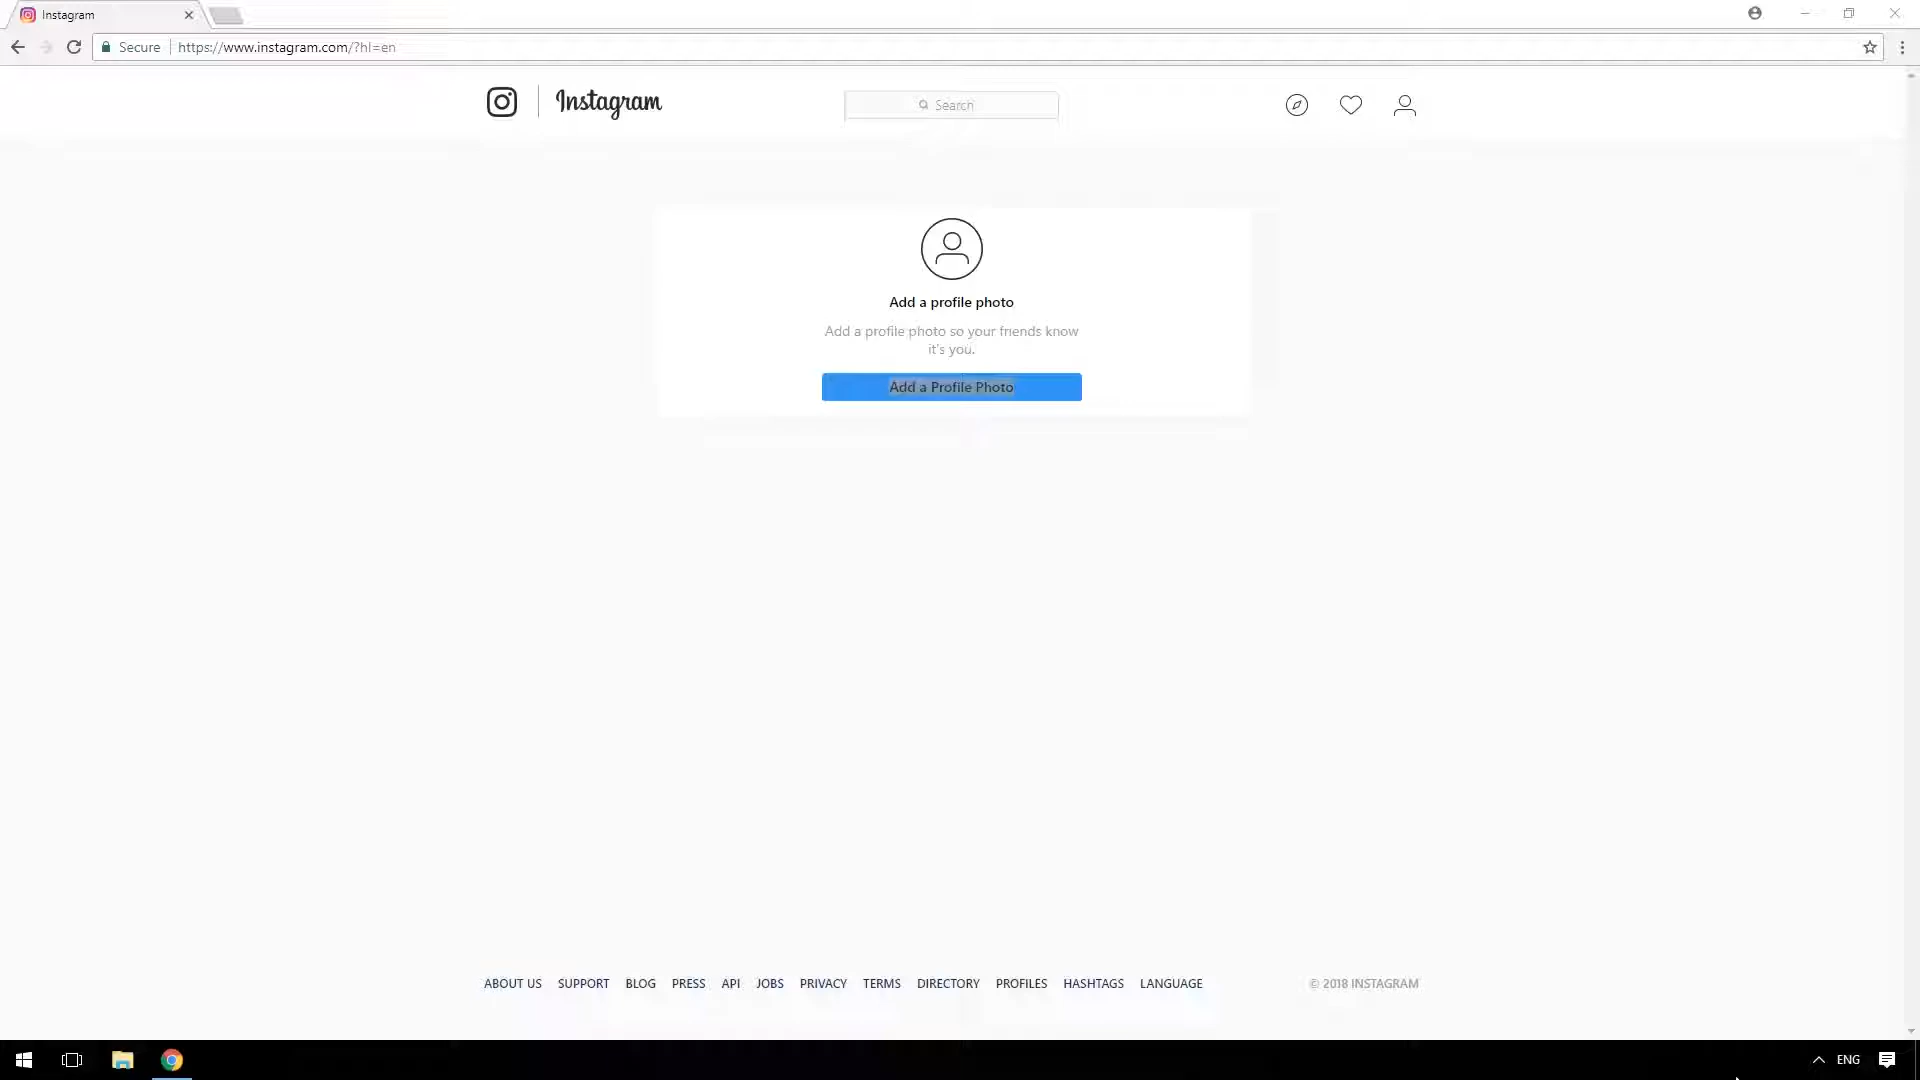 Instagram
Secure https://www.instagram.com/?hl=en
Instagram
Search
Add a profile photo
Add a profile photo so your friends know
it's you.
Add a Profile Photo
ABOUT US SUPPORT BLOG PRESS API JOBS PRIVACY TERMS DIRECTORY PROFILES HASHTAGS LANGUAGE © 2018 INSTAGRAM
ENG